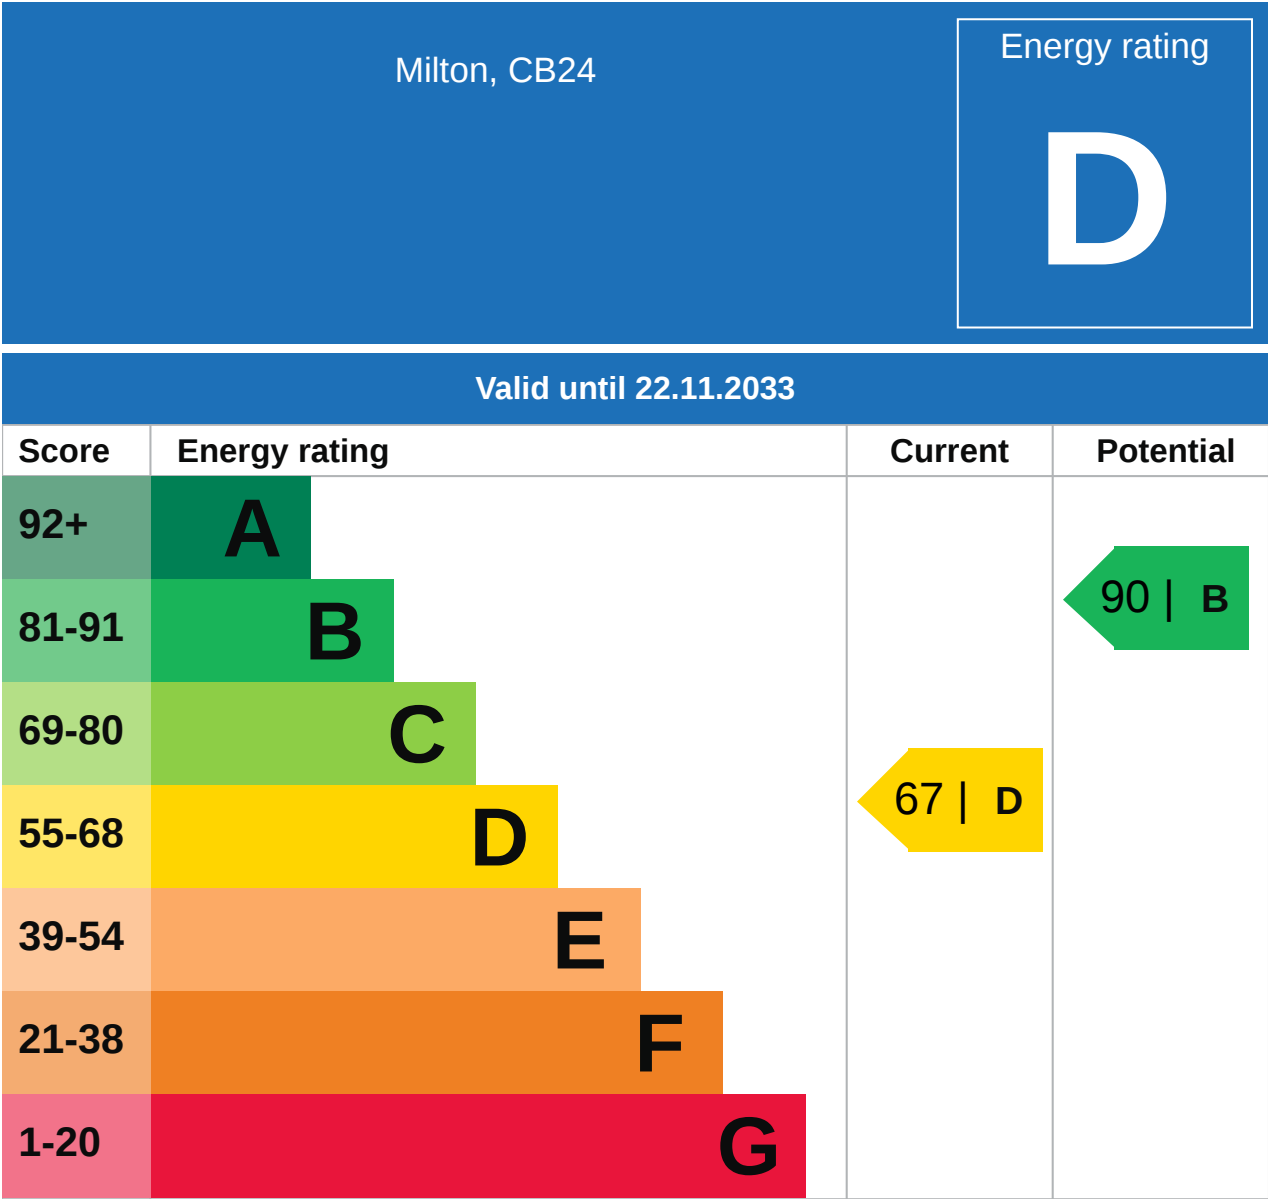 Milton, CB24
Energy rating
D
Valid until 22.11.2033
Score Energy rating Current Potential
92+ A
81-91 B
90 | B
69-80 C
55-68 D
67 | D
39-54 E
21-38 F
1-20 G